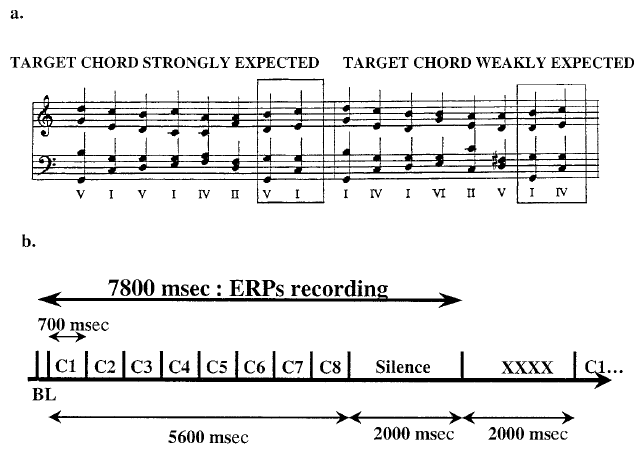 a.
TARGET CHORD STRONGLY EXPECTED TARGET CHORD WEAKLY EXPECTED
V I V I IV II V I I IV I VI II V I IV
b.
7800 msec : ERPs recording
700 msec
C1 C2 C3 C4 C5 C6 C7 C8 Silence XXXX C1...
BL
5600 msec 2000 msec 2000 msec